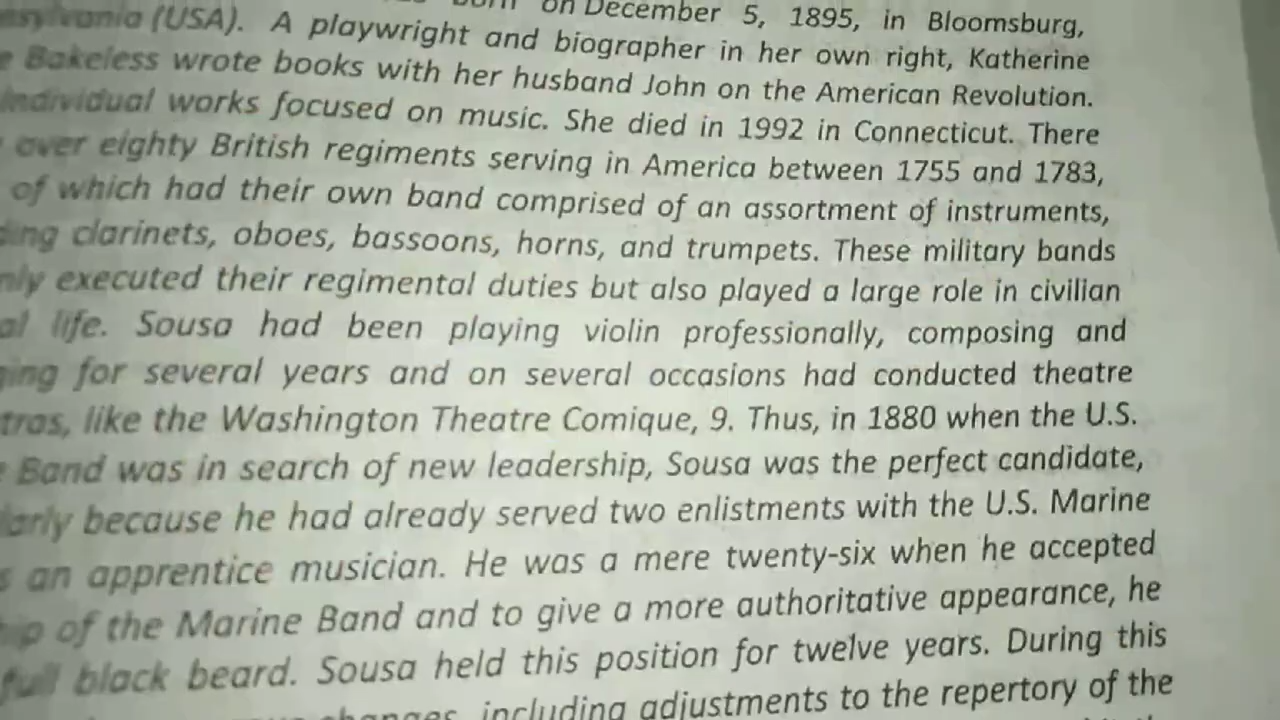 on December 5, 1895, in Bloomsburg,
(USA). A playwright and biographer in her own right, Katherine
Bakeless wrote books with her husband John on the American Revolution.
individual works focused on music. She died in 1992 in Connecticut. There
over eighty British regiments serving in America between 1755 and 1783,
of which had their own band comprised of an assortment of instruments,
clarinets, oboes, bassoons, horns, and trumpets. These military bands
executed their regimental duties but also played a large role in civilian
life. Sousa had been playing violin professionally, composing and
for several years and on several occasions had conducted theatre
like the Washington Theatre Comique, 9. Thus, in 1880 when the U.S.
Band was in search of new leadership, Sousa was the perfect candidate,
because he had already served two enlistments with the U.S. Marine
an apprentice musician. He was a mere twenty-six when he accepted
of the Marine Band and to give a more authoritative appearance, he
full black beard. Sousa held this position for twelve years. During this
changes, including adjustments to the repertory of the